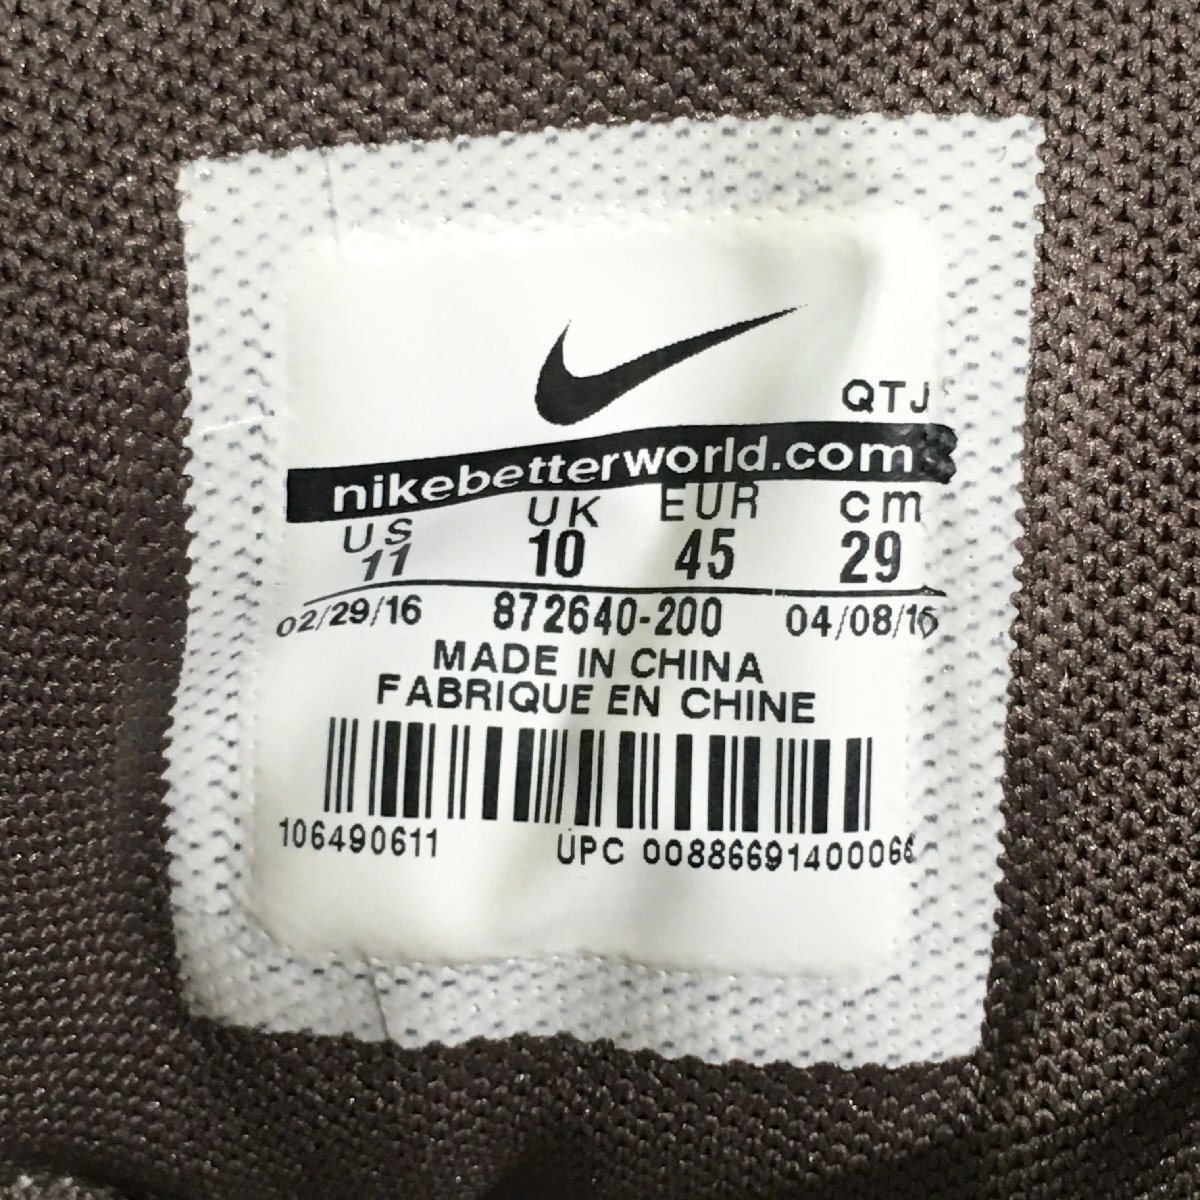 QTJ
nikebetterworld.com
US UK EUR cm
11 10 45 29
02/29/16 872640-200 04/08/16
MADE IN CHINA
FABRIQUE EN CHINE
106490611 UPC 00886691400066